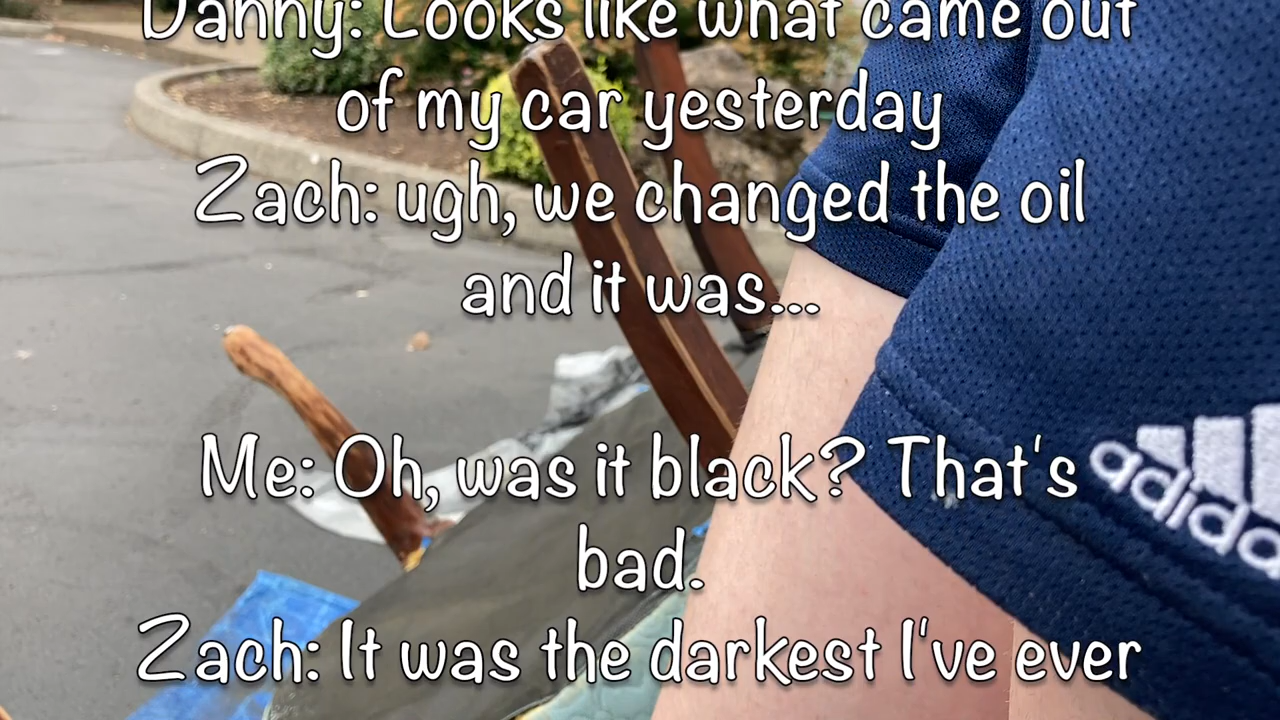 Danny: Looks like what came out
of my car yesterday
Zach: ugh, we changed the oil
and it was...
Me: Oh, was it black? That's
bad.
Zach: It was the darkest I've ever
adidas